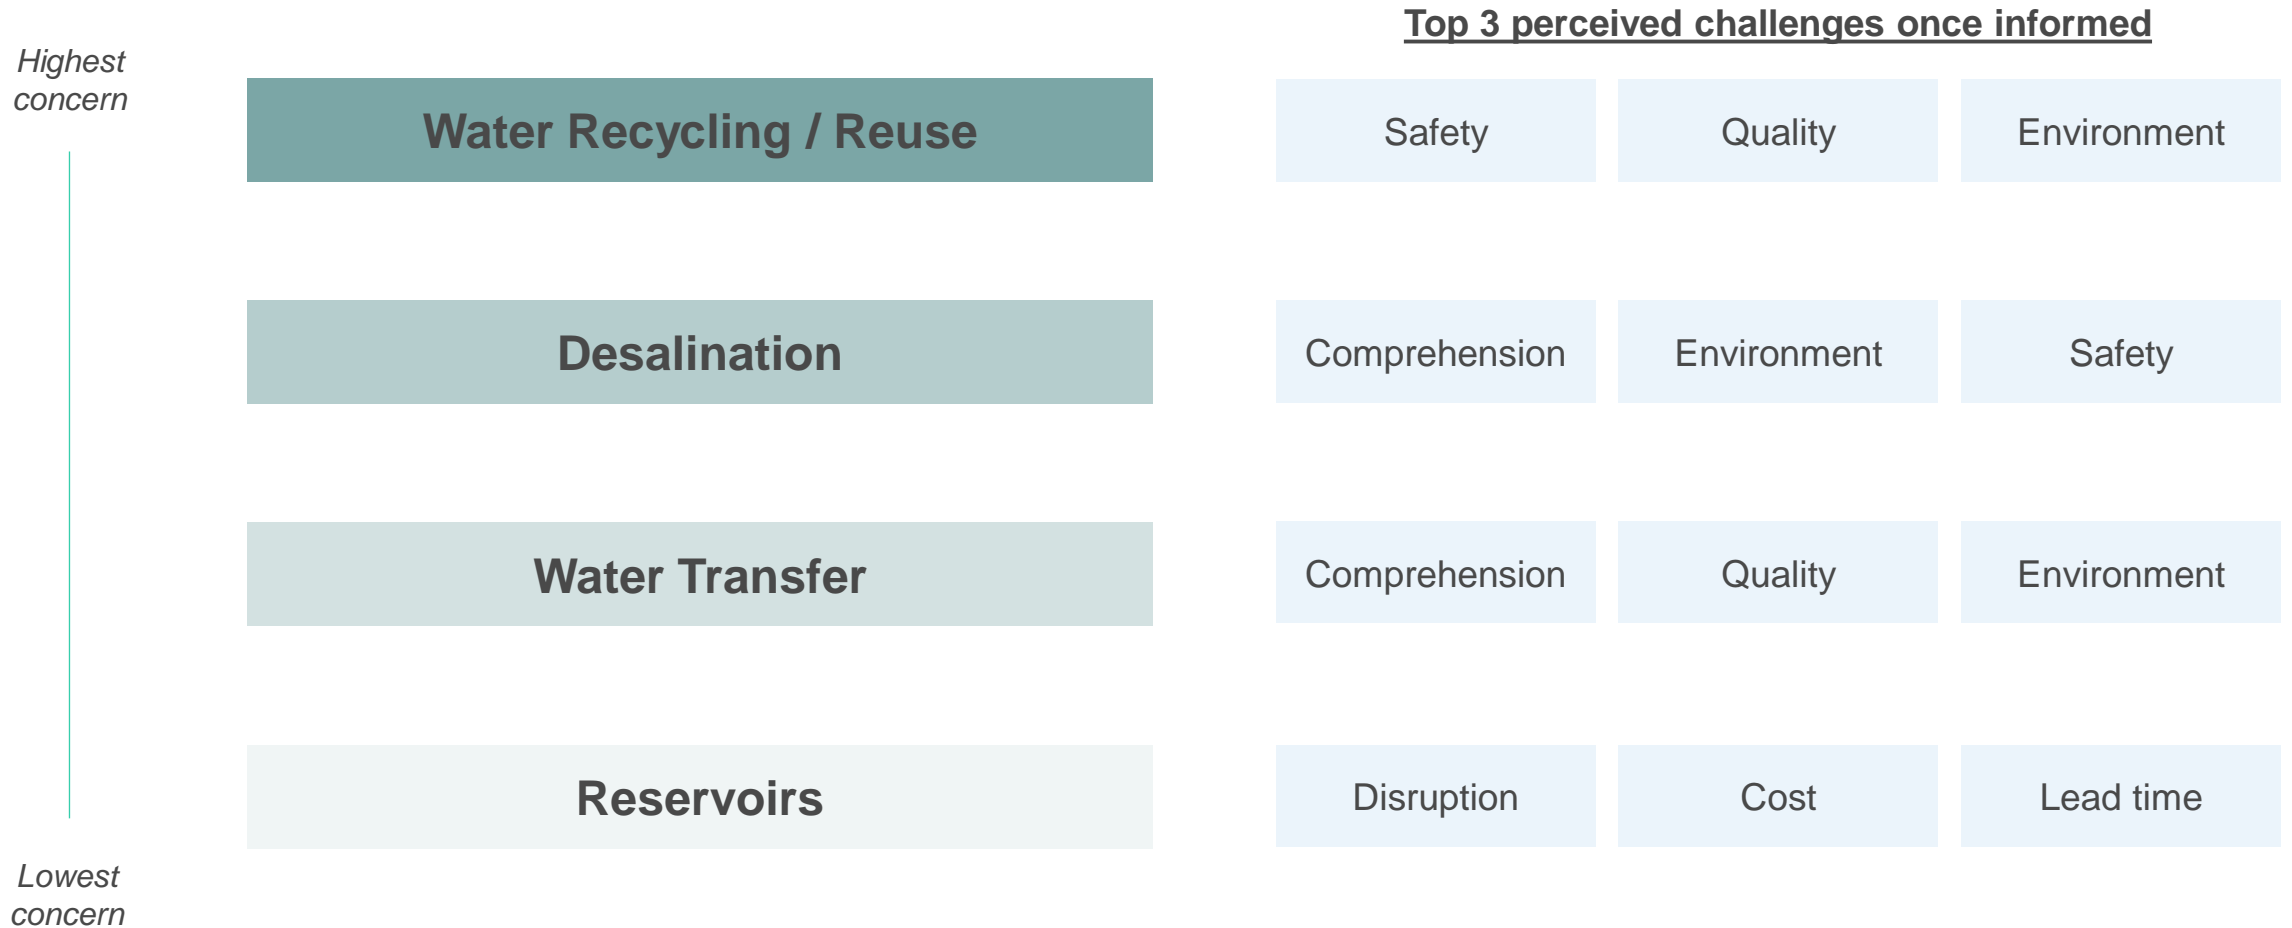 Top 3 perceived challenges once informed
Highest
concern
Water Recycling / Reuse
Safety
Quality
Environment
Desalination
Comprehension
Environment
Safety
Water Transfer
Comprehension
Quality
Environment
Reservoirs
Disruption
Cost
Lead time
Lowest
concern